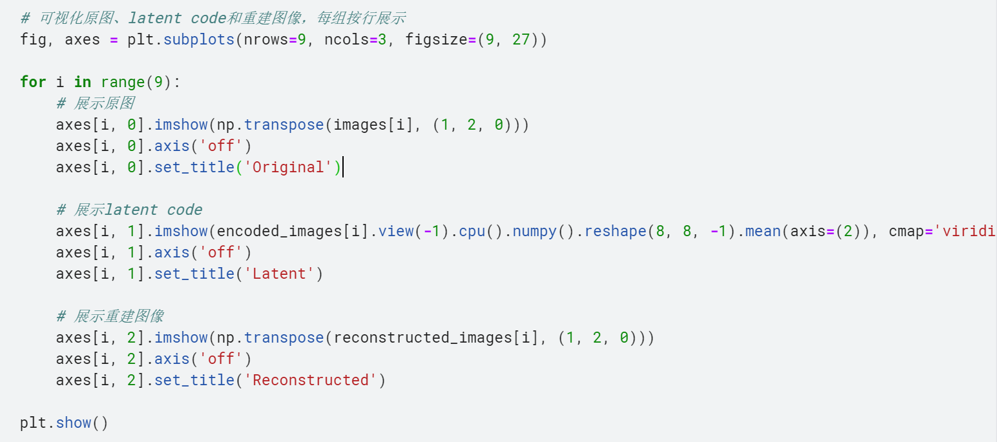 # 可视化原图、latent code和重建图像，每组按行展示
fig, axes = plt.subplots(nrows=9, ncols=3, figsize=(9, 27))
for i in range(9):
    # 展示原图
    axes[i, 0].imshow(np.transpose(images[i], (1, 2, 0)))
    axes[i, 0].axis('off')
    axes[i, 0].set_title('Original')
    # 展示latent code
    axes[i, 1].imshow(encoded_images[i].view(-1).cpu().numpy().reshape(8, 8, -1).mean(axis=(2)), cmap='viridi
    axes[i, 1].axis('off')
    axes[i, 1].set_title('Latent')
    # 展示重建图像
    axes[i, 2].imshow(np.transpose(reconstructed_images[i], (1, 2, 0)))
    axes[i, 2].axis('off')
    axes[i, 2].set_title('Reconstructed')
plt.show()